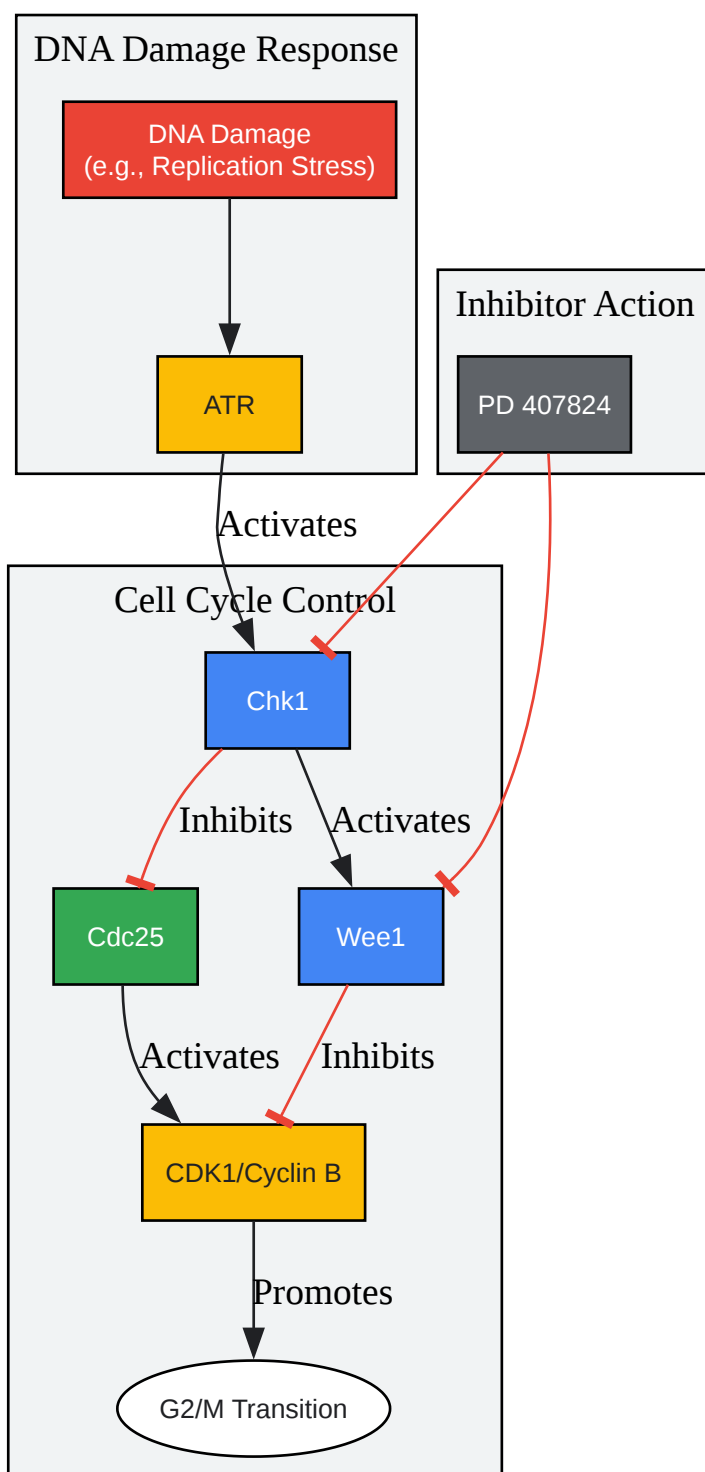 DNA Damage Response
DNA Damage
(e.g., Replication Stress)
Inhibitor Action
ATR
PD 407824
Activates
Cell Cycle Control
Chk1
Inhibits
Activates
Cdc25
Wee1
Activates
Inhibits
CDK1/Cyclin B
Promotes
G2/M Transition